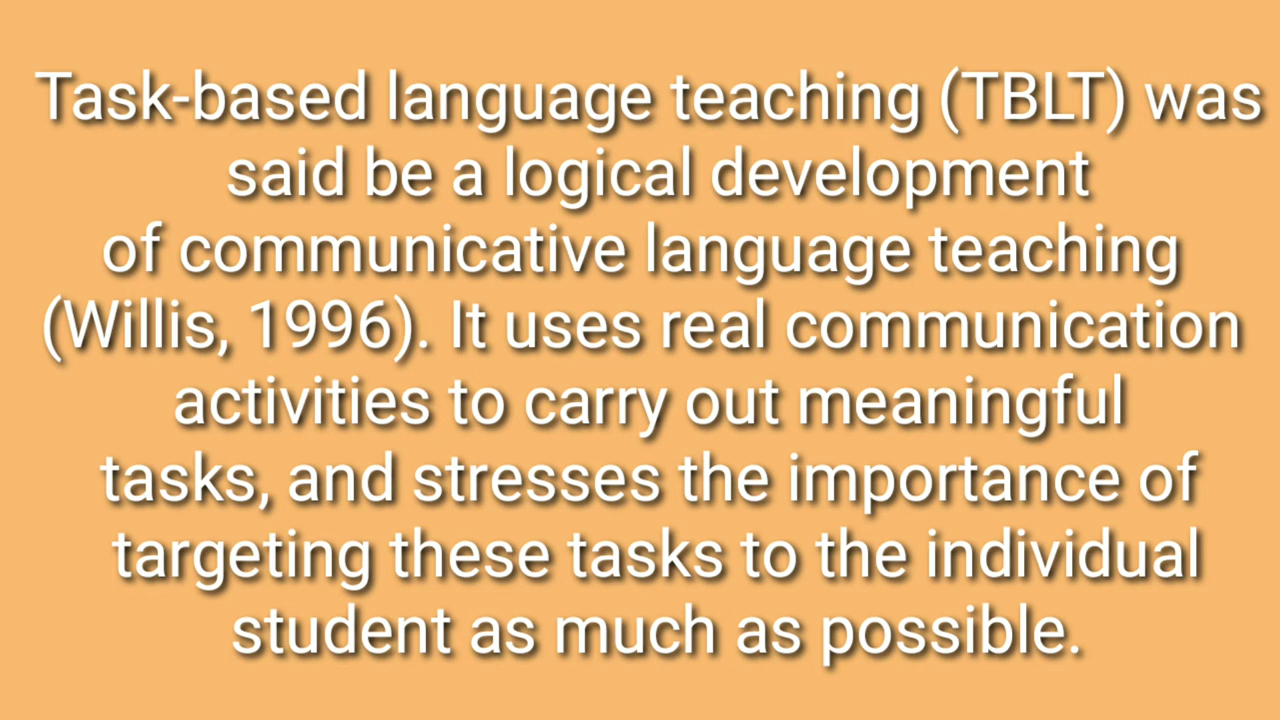 Task-based language teaching (TBLT) was
said be a logical development
of communicative language teaching
(Willis, 1996). It uses real communication
activities to carry out meaningful
tasks, and stresses the importance of
targeting these tasks to the individual
student as much as possible.